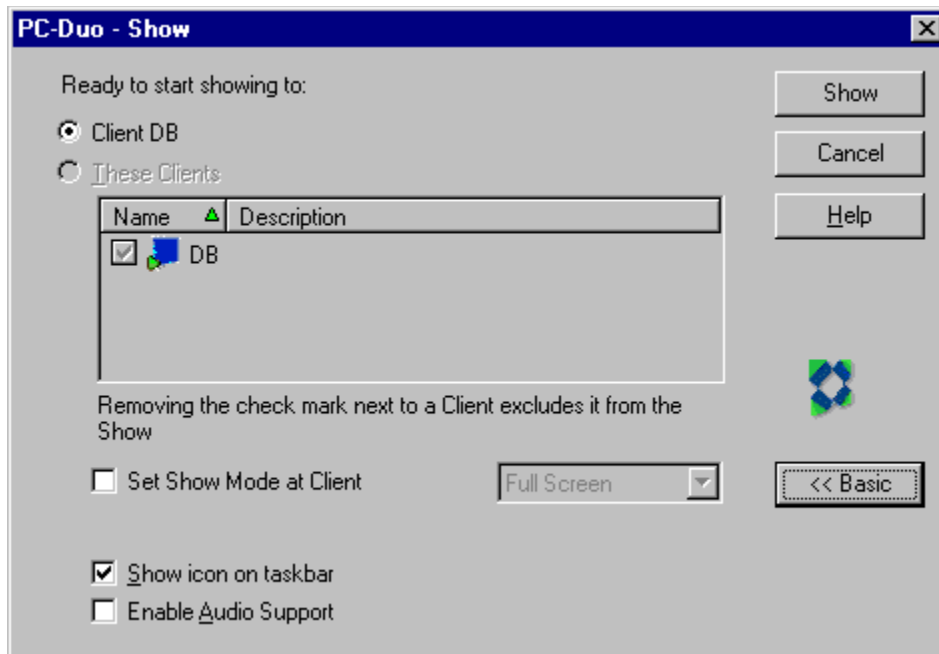 PC-Duo - Show
Ready to start showing to:
Show
Client DB
Cancel
These Clients
Name Description
Help
DB
Removing the check mark next to a Client excludes it from the
Show
Set Show Mode at Client
Full Screen
<< Basic
Show icon on taskbar
Enable Audio Support